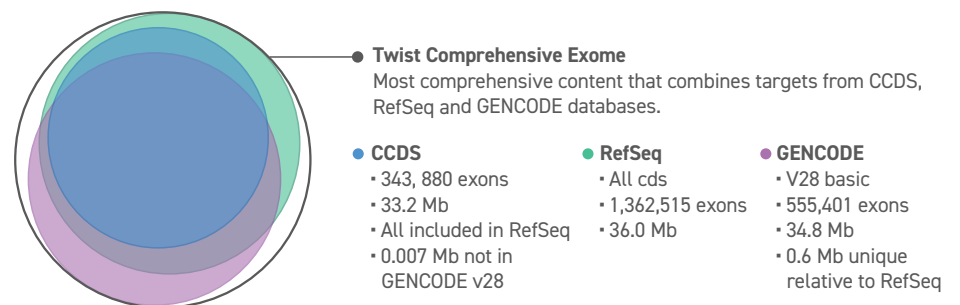 Twist Comprehensive Exome
Most comprehensive content that combines targets from CCDS,
RefSeq and GENCODE databases.
CCDS
▪ 343, 880 exons
▪ 33.2 Mb
▪ All included in RefSeq
▪ 0.007 Mb not in
GENCODE v28
RefSeq
▪ All cds
▪ 1,362,515 exons
▪ 36.0 Mb
GENCODE
▪ V28 basic
▪ 555,401 exons
▪ 34.8 Mb
▪ 0.6 Mb unique
relative to RefSeq